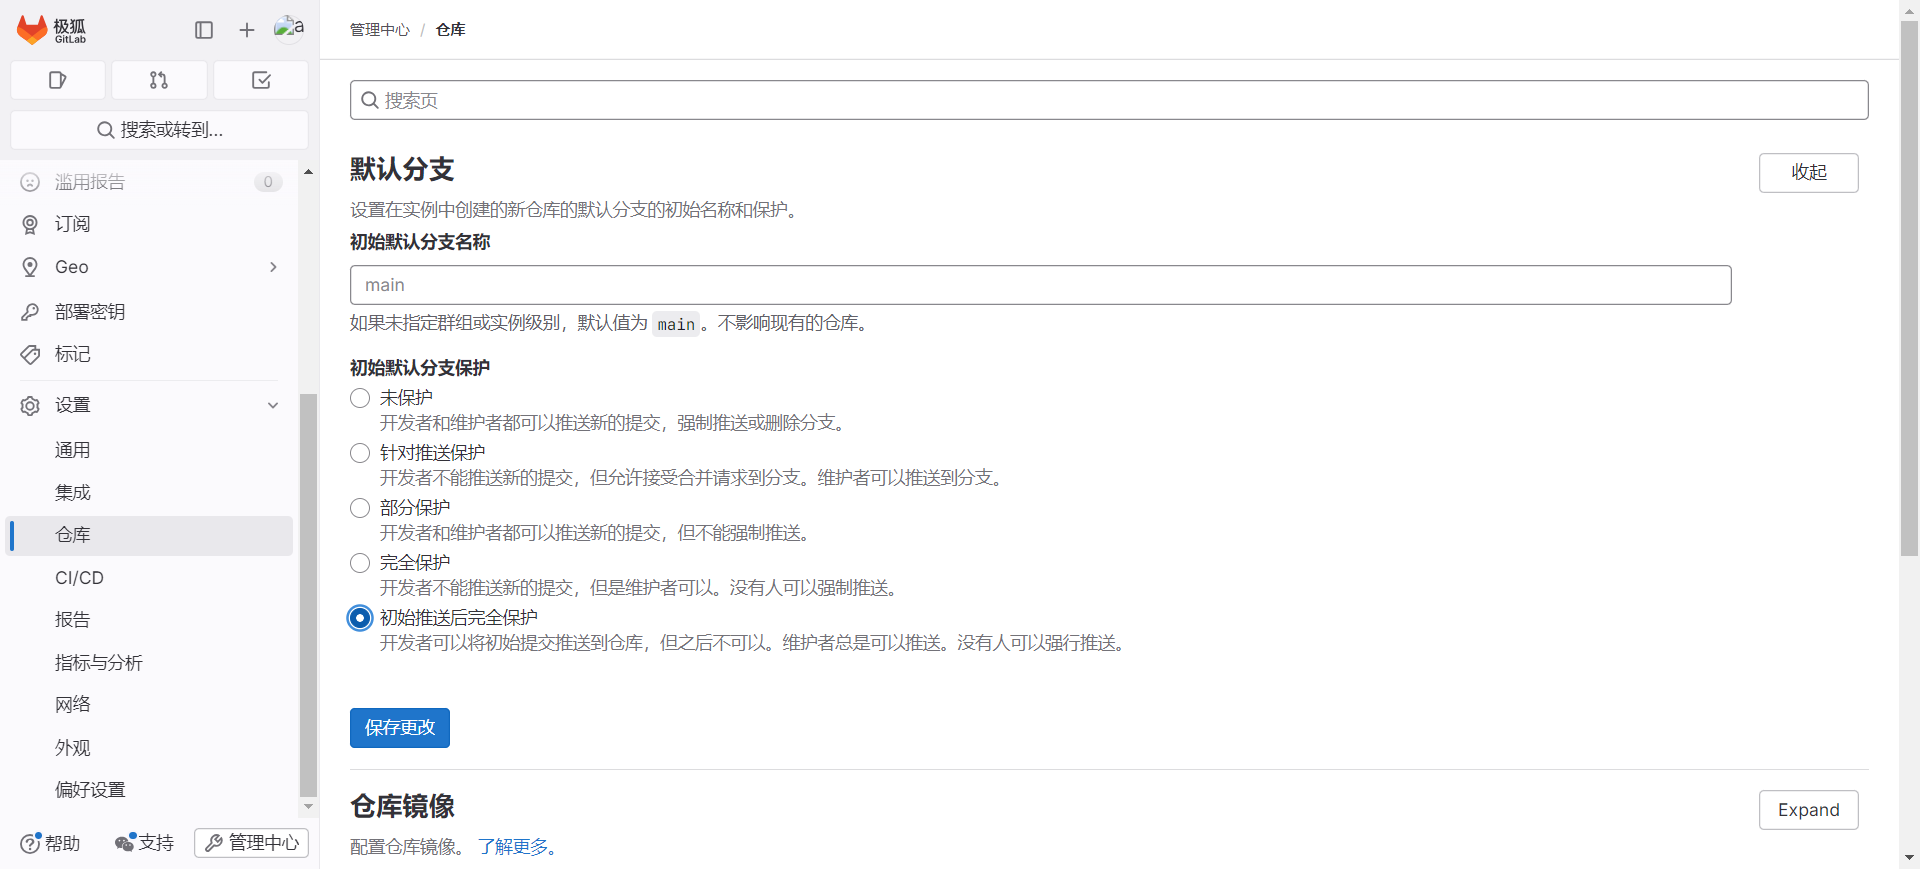 极狐
GitLab
a
搜索或转到...
滥用报告
0
订阅
Geo
部署密钥
标记
设置
通用
集成
仓库
CI/CD
报告
指标与分析
网络
外观
偏好设置
帮助
支持
管理中心
管理中心 / 仓库
搜索页
默认分支
收起
设置在实例中创建的新仓库的默认分支的初始名称和保护。
初始默认分支名称
main
如果未指定群组或实例级别，默认值为 main 。不影响现有的仓库。
初始默认分支保护
未保护
开发者和维护者都可以推送新的提交，强制推送或删除分支。
针对推送保护
开发者不能推送新的提交，但允许接受合并请求到分支。维护者可以推送到分支。
部分保护
开发者和维护者都可以推送新的提交，但不能强制推送。
完全保护
开发者不能推送新的提交，但是维护者可以。没有人可以强制推送。
初始推送后完全保护
开发者可以将初始提交推送到仓库，但之后不可以。维护者总是可以推送。没有人可以强行推送。
保存更改
仓库镜像
Expand
配置仓库镜像。 了解更多。